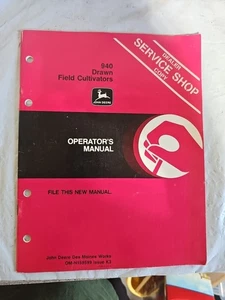 940
Drawn
Field Cultivators
DEALER
SERVICE SHOP
COPY
JOHN DEERE
OPERATOR'S
MANUAL
FILE THIS NEW MANUAL
John Deere Des Moines Works